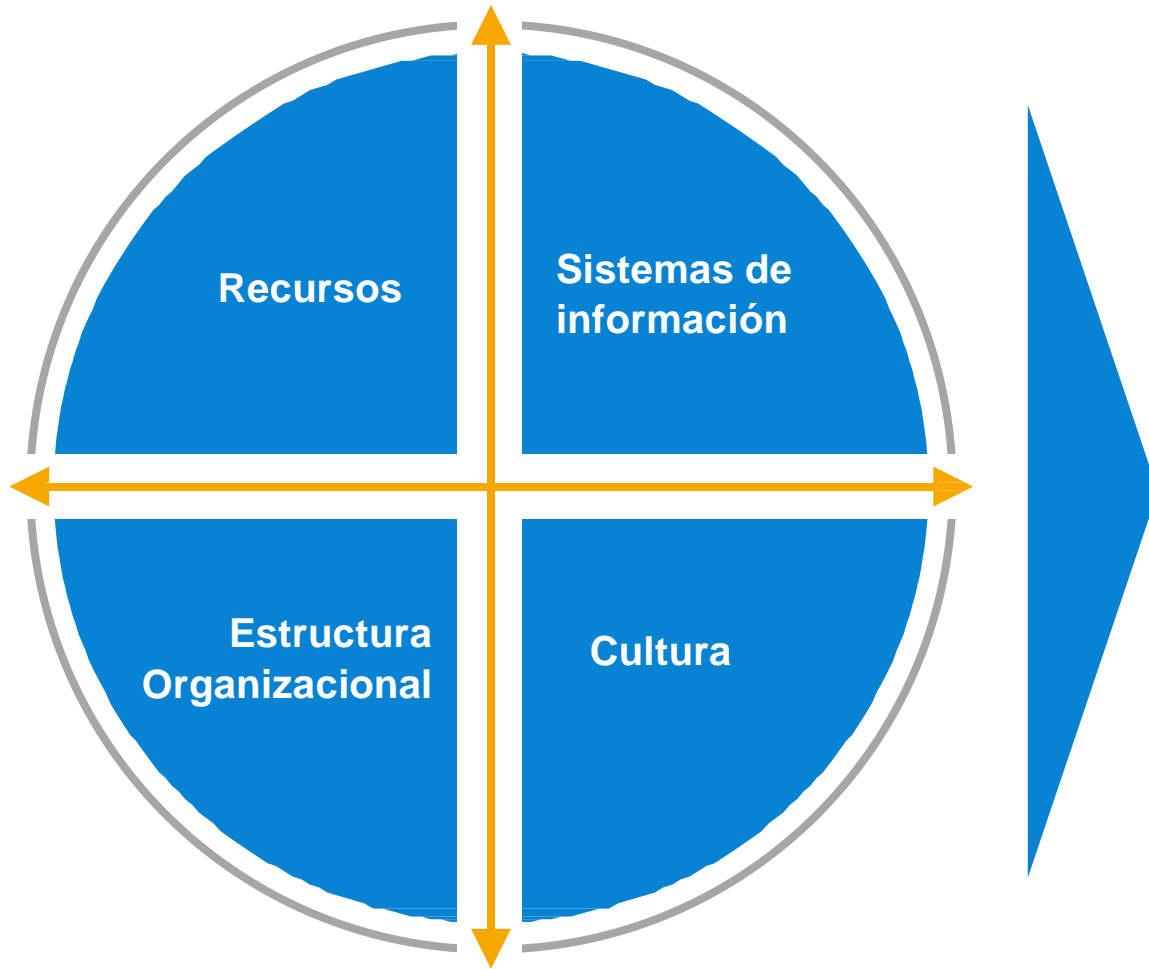 Recursos
Sistemas de
información
Estructura
Organizacional
Cultura